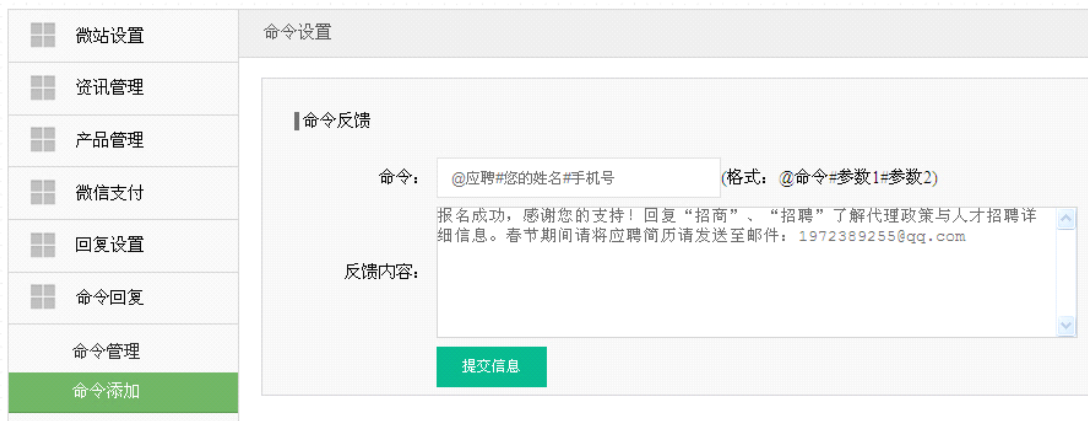 微站设置
资讯管理
产品管理
微信支付
回复设置
命令回复
命令管理
命令添加
命令设置
命令反馈
命令： @应聘#您的姓名#手机号 (格式：@命令#参数1#参数2)
反馈内容：
报名成功，感谢您的支持！回复“招商”、“招聘”了解代理政策与人才招聘详
细信息。春节期间请将应聘简历请发送至邮件：1972389255@qq.com
提交信息